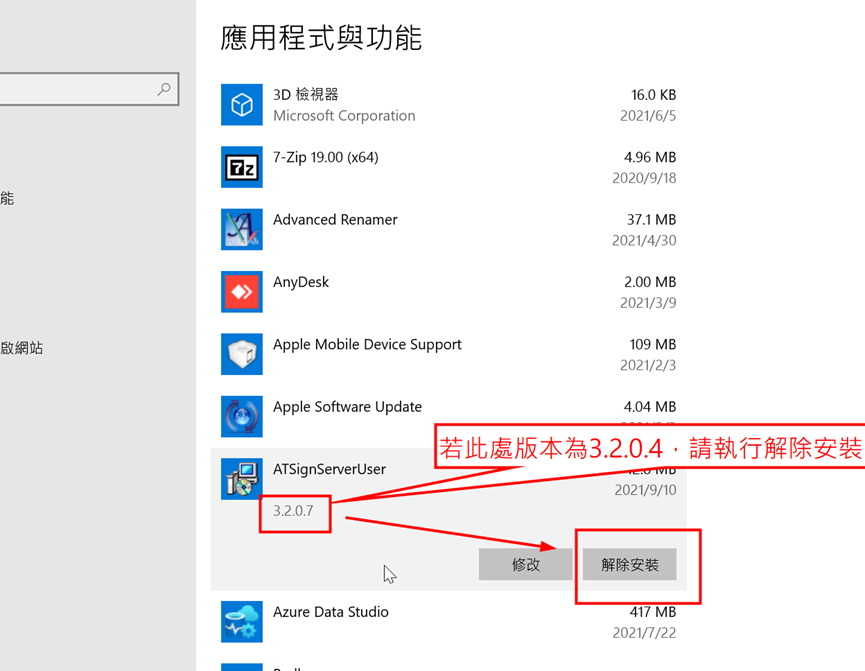 應用程式與功能
3D 檢視器
16.0 KB
Microsoft Corporation
2021/6/5
7-Zip 19.00 (x64)
4.96 MB
2020/9/18
能
Advanced Renamer
37.1 MB
2021/4/30
AnyDesk
2.00 MB
2021/3/9
啟網站
Apple Mobile Device Support
109 MB
2021/2/3
Apple Software Update
4.04 MB
若此處版本為3.2.0.4，請執行解除安裝
ATSignServerUser
MB
2021/9/10
3.2.0.7
修改
解除安裝
Azure Data Studio
417 MB
2021/7/22